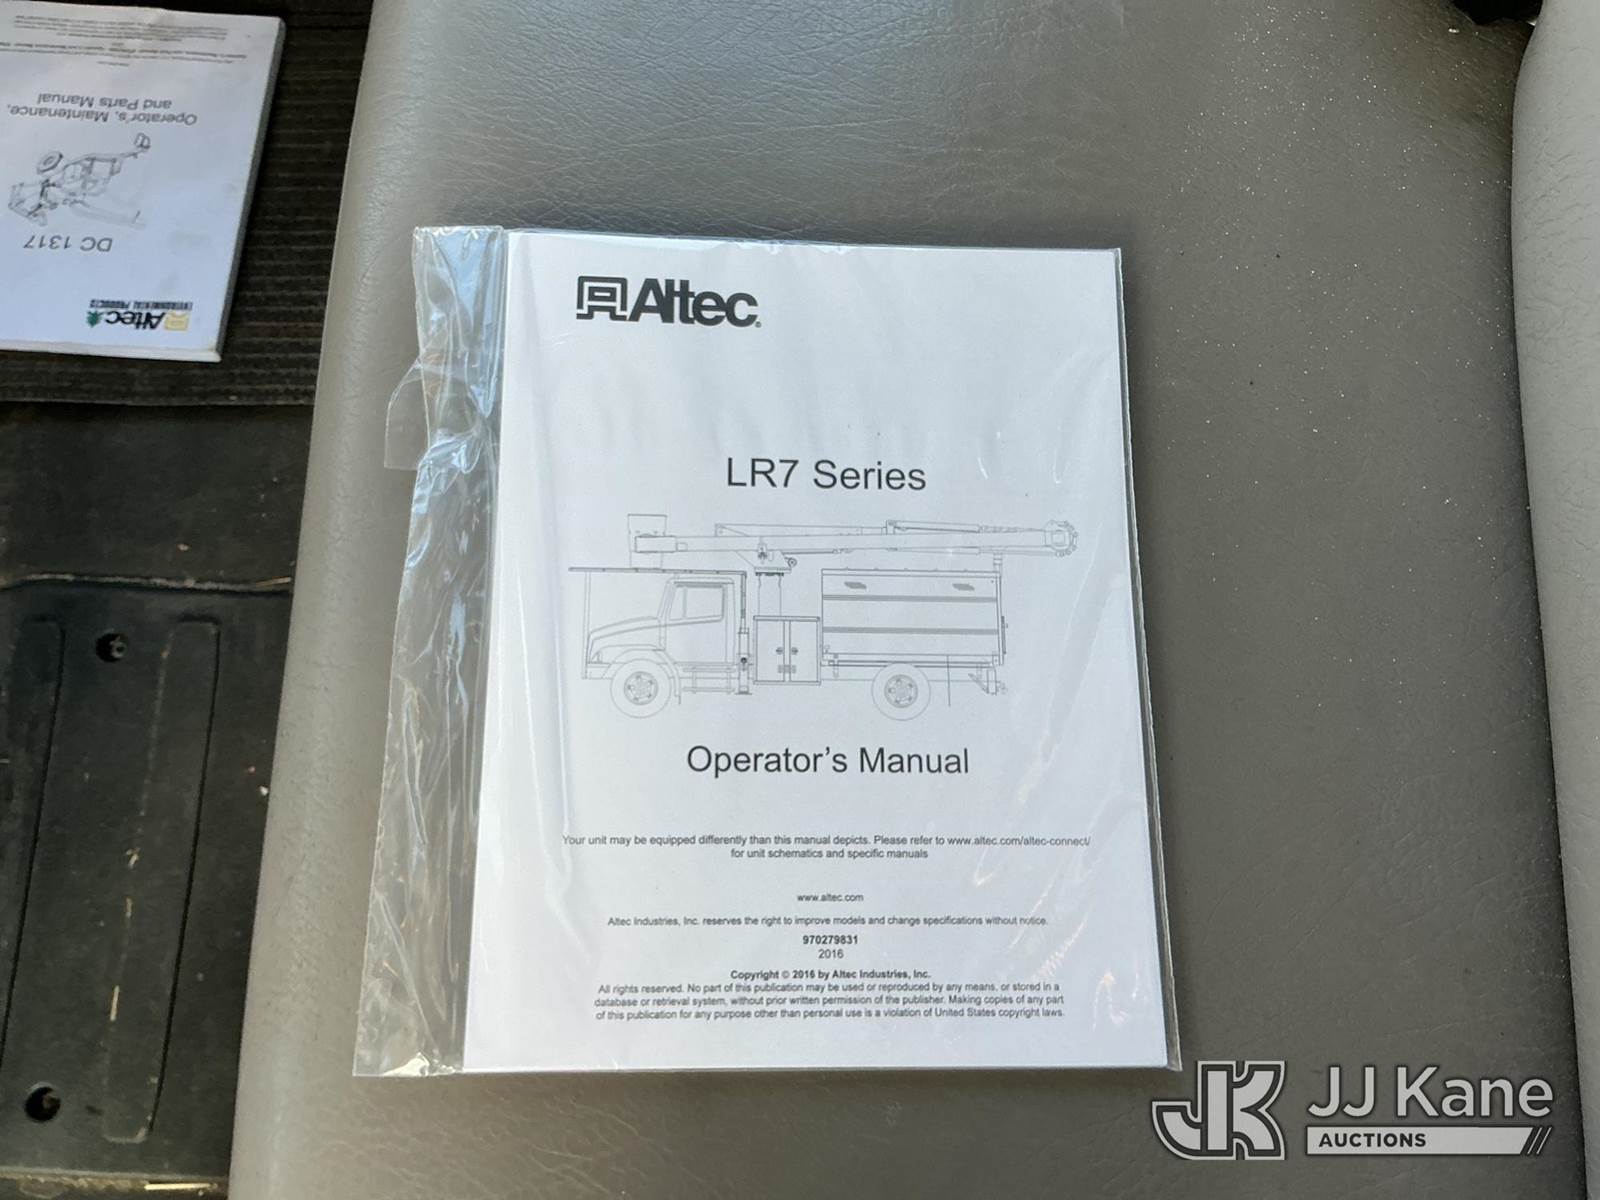 Altec
LR7 Series
Operator's Manual
Your unit may be equipped differently than this manual depicts. Please refer to www.altec.com/altec-connect/
for unit schematics and specific manuals
www.altec.com
Altec Industries, Inc. reserves the right to improve models and change specifications without notice.
970279831
2016
Copyright © 2016 by Altec Industries, Inc.
All rights reserved. No part of this publication may be used or reproduced by any means, or stored in a
database or retrieval system, without prior written permission of the publisher. Making copies of any part
of this publication for any purpose other than personal use is a violation of United States copyright laws.
Altec
ENVIRONMENTAL PRODUCTS
DC 1317
Operator's, Maintenance,
and Parts Manual
JJ Kane
AUCTIONS